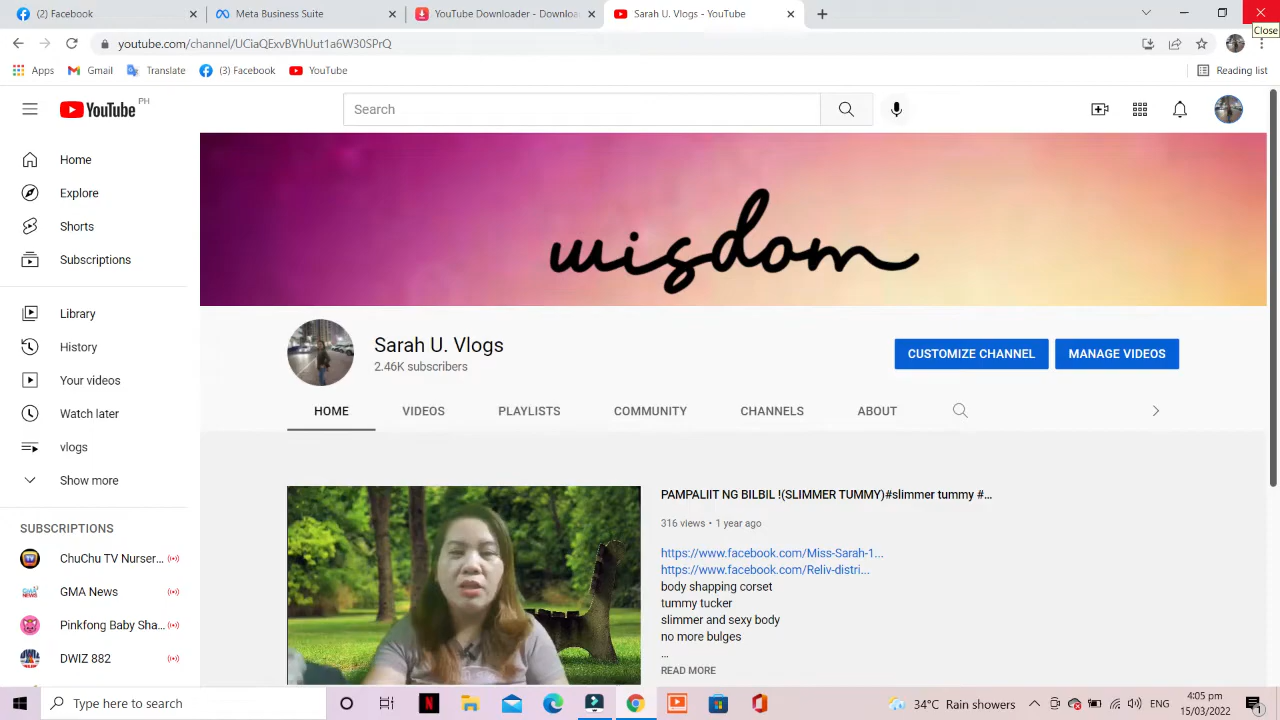 (2) Facebook
Meta Business Suite
YouTube Downloader - Downloa
Sarah U. Vlogs - YouTube
Close
youtube.com/channel/UCiaQExvBVhUut1a6W30SPrQ
Apps
Gmail
Translate
(3) Facebook
YouTube
Reading list
YouTube PH
Search
Home
Explore
Shorts
Subscriptions
Library
History
Your videos
Watch later
vlogs
Show more
SUBSCRIPTIONS
ChuChu TV Nurser...
GMA News
Pinkfong Baby Sha...
DWIZ 882
wisdom
Sarah U. Vlogs
2.46K subscribers
CUSTOMIZE CHANNEL
MANAGE VIDEOS
HOME
VIDEOS
PLAYLISTS
COMMUNITY
CHANNELS
ABOUT
PAMPALIIT NG BILBIL !(SLIMMER TUMMY)#slimmer tummy #...
316 views • 1 year ago
https://www.facebook.com/Miss-Sarah-1...
https://www.facebook.com/Reliv-distri...
body shapping corset
tummy tucker
slimmer and sexy body
no more bulges
...
READ MORE
Type here to search
34°C Rain showers
ENG
4:05 pm
15/03/2022
1